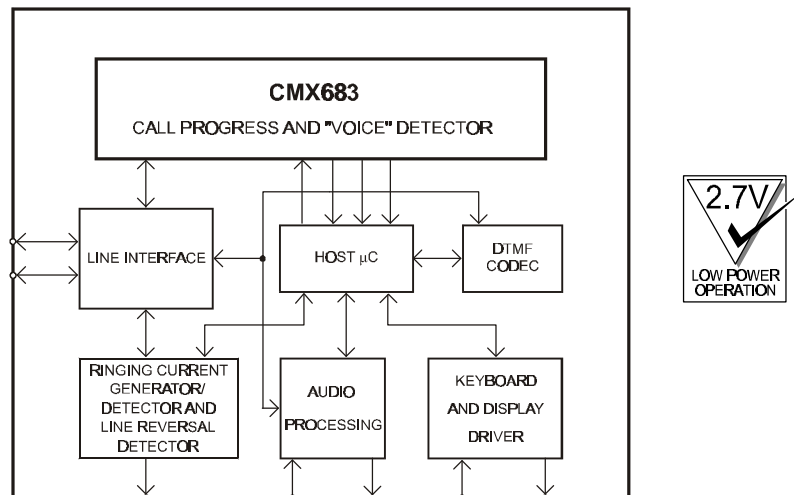 CMX683
CALL PROGRESS AND "VOICE" DETECTOR
LINE INTERFACE
HOST μC
DTMF
CODEC
2.7V
LOW POWER
OPERATION
RINGING CURRENT
GENERATOR/
DETECTOR AND
LINE REVERSAL
DETECTOR
AUDIO
PROCESSING
KEYBOARD
AND DISPLAY
DRIVER